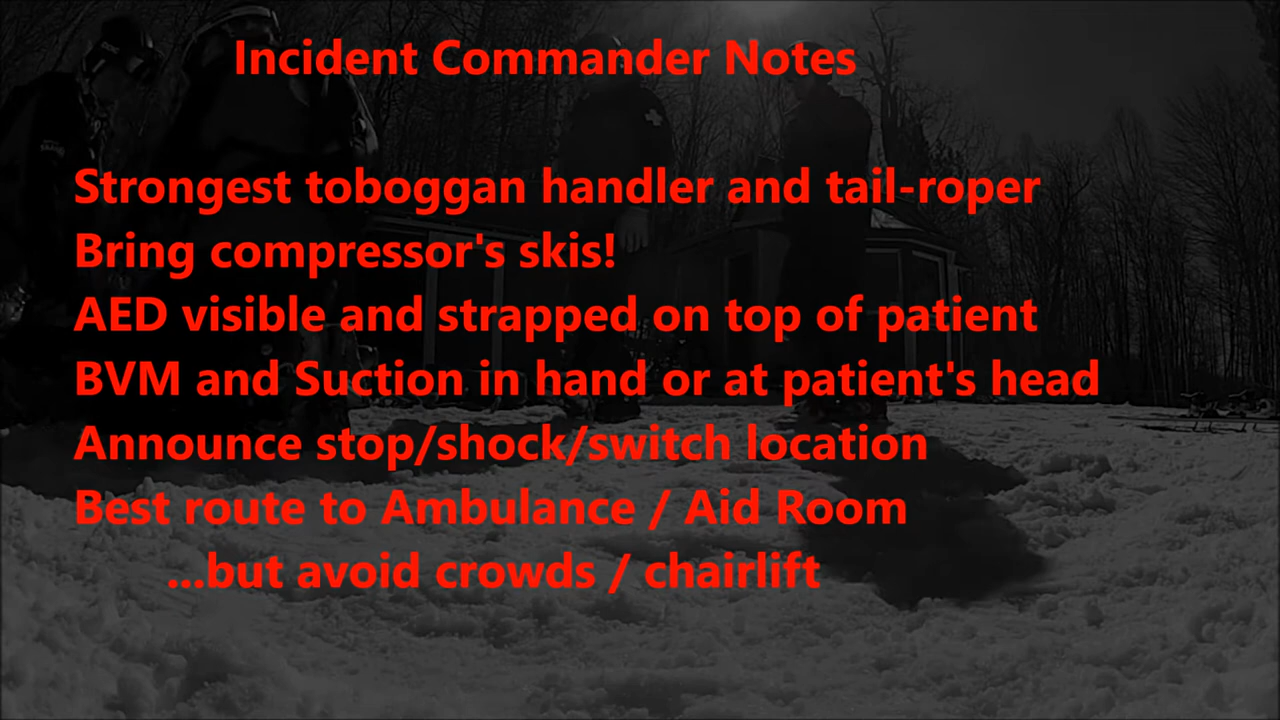 Incident Commander Notes
Strongest toboggan handler and tail-roper
Bring compressor's skis!
AED visible and strapped on top of patient
BVM and Suction in hand or at patient's head
Announce stop/shock/switch location
Best route to Ambulance / Aid Room
...but avoid crowds / chairlift